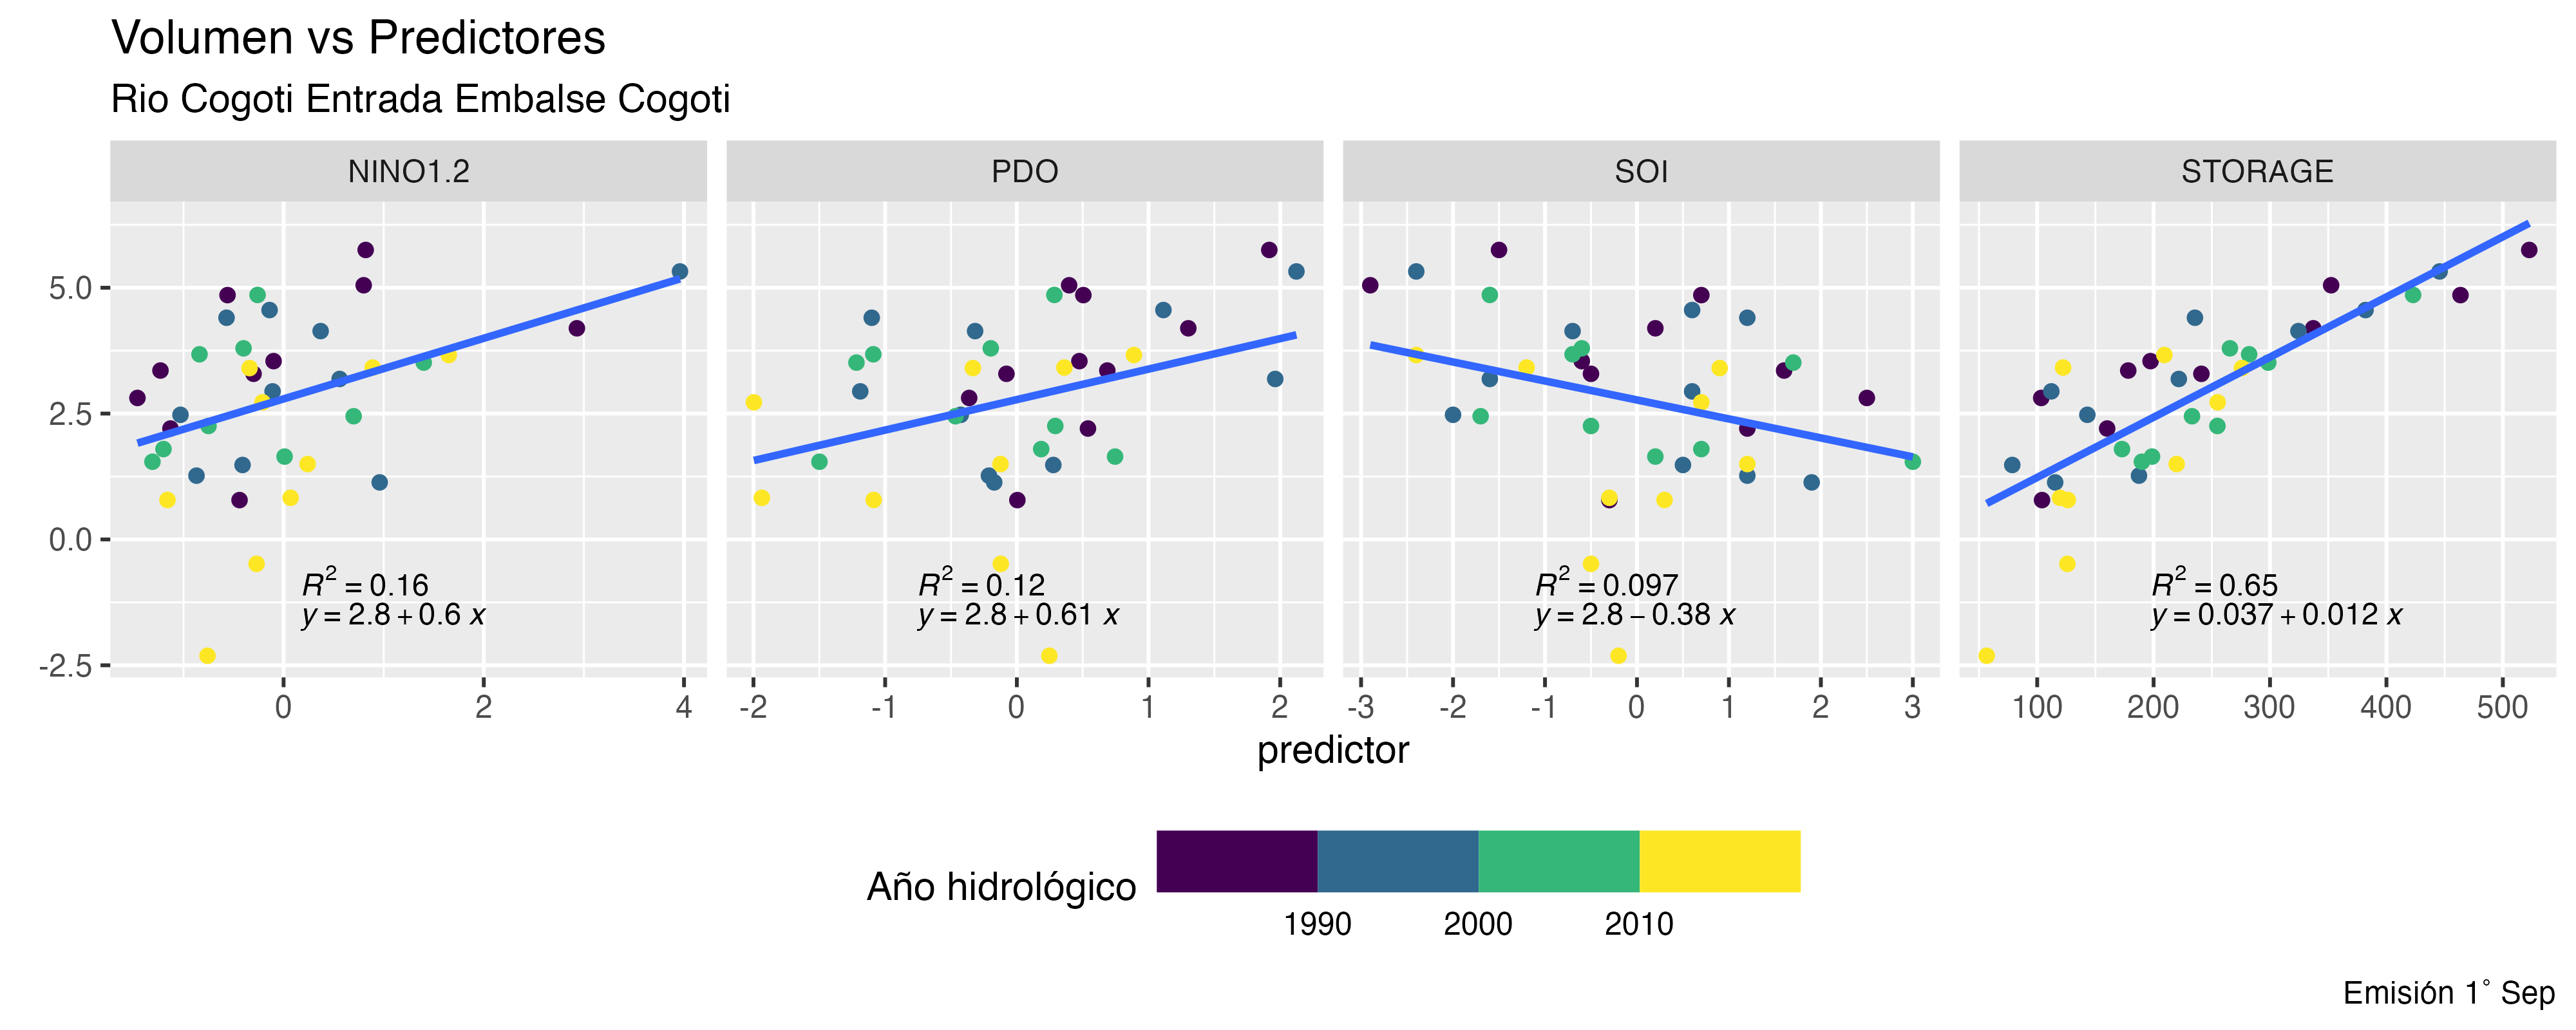 Volumen vs Predictores
Rio Cogoti Entrada Embalse Cogoti
NINO1.2 PDO SOI STORAGE
5.0
2.5
0.0
-2.5
R² = 0.16
y = 2.8 + 0.6 x
R² = 0.12
y = 2.8 + 0.61 x
R² = 0.097
y = 2.8 − 0.38 x
R² = 0.65
y = 0.037 + 0.012 x
0 2 4 -2 -1 0 1 2 -3 -2 -1 0 1 2 3 100 200 300 400 500
predictor
Año hidrológico
1990 2000 2010
Emisión 1° Sep